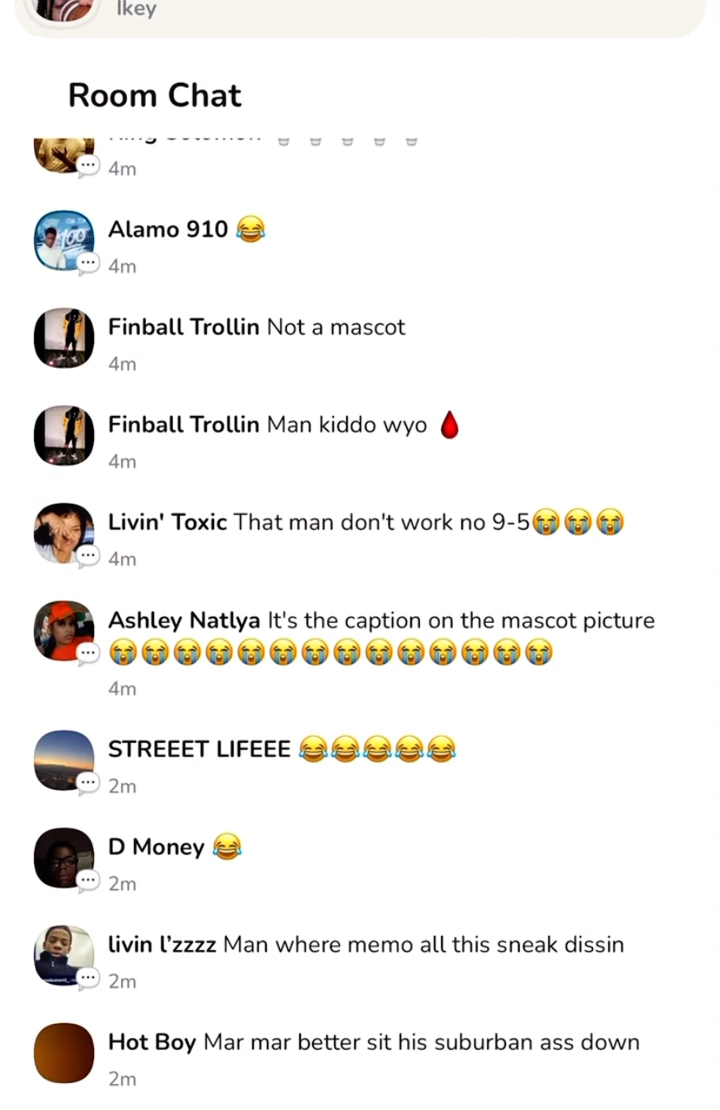 Ikey
Room Chat
4m
Alamo 910 😂
4m
Finball Trollin Not a mascot
4m
Finball Trollin Man kiddo wyo 🩸
4m
Livin' Toxic That man don't work no 9-5😭😭😭
4m
Ashley Natlya It's the caption on the mascot picture
😭😭😭😭😭😭😭😭😭😭😭😭😭😭
4m
STREEET LIFEEE 😂😂😂😂😂
2m
D Money 😂
2m
livin l’zzzz Man where memo all this sneak dissin
2m
Hot Boy Mar mar better sit his suburban ass down
2m